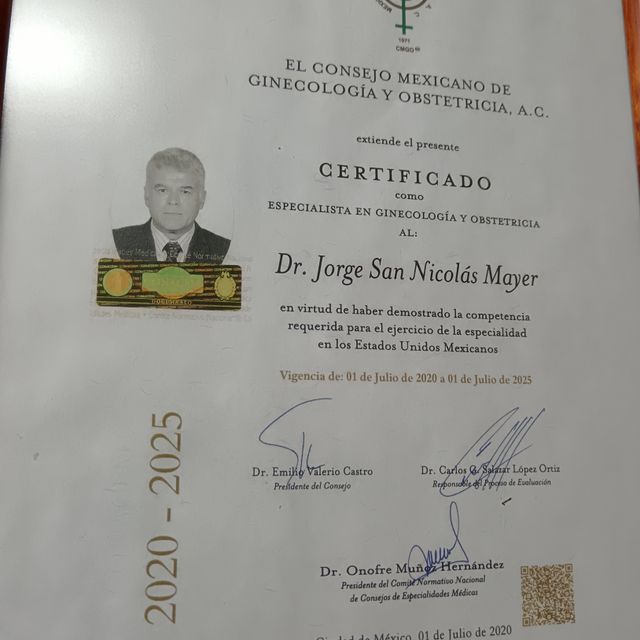 1971
CMGO
EL CONSEJO MEXICANO DE
GINECOLOGÍA Y OBSTETRICIA, A.C.
extiende el presente
CERTIFICADO
como
ESPECIALISTA EN GINECOLOGÍA Y OBSTETRICIA
AL:
Dr. Jorge San Nicolás Mayer
en virtud de haber demostrado la competencia
requerida para el ejercicio de la especialidad
en los Estados Unidos Mexicanos
Vigencia de: 01 de Julio de 2020 a 01 de Julio de 2025
2020 - 2025
Dr. Emilio Valerio Castro
Presidente del Consejo
Dr. Carlos G. Salazar López Ortiz
Responsable del Proceso de Evaluación
Dr. Onofre Muñoz Hernández
Presidente del Comité Normativo Nacional
de Consejos de Especialidades Médicas
Ciudad de México, 01 de Julio de 2020